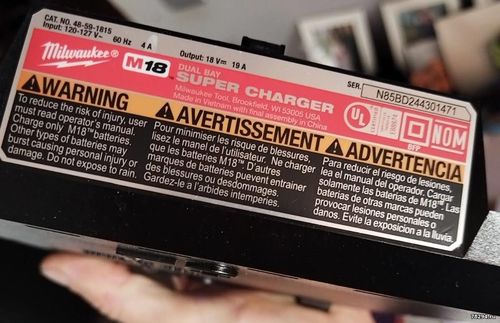 CAT. NO. 48-59-1815
Input: 120-127 V~ 60 Hz 4 A
Output: 18 V⎓ 19 A
Milwaukee®
M18™
DUAL BAY
SUPER CHARGER
Milwaukee Tool, Brookfield, WI 53005 USA
Made in Vietnam with final assembly in China
SER. N85BD244301471
UL
LISTED
NOM
BFP
WARNING
To reduce the risk of injury, user
must read operator's manual.
Charge only M18™batteries.
Other types of batteries may
burst causing personal injury or
damage. Do not expose to rain.
AVERTISSEMENT
Pour minimiser les risque de blessures,
lisez le manel de l'utilisateur. Ne charger
que les batteries M18™ D'autres
marques de batteries peuvent entrainer
des blessures ou desdommages.
Gardez-le a l'arbides intemperies.
ADVERTENCIA
Para reducir el riesgo de lesiones,
lea el manual del operador. Cargar
solamente las baterias de M18™ Las
baterias de otras marcas pueden
provocar lesiones personales o
danos. Evite la exposicion a la lluvia.